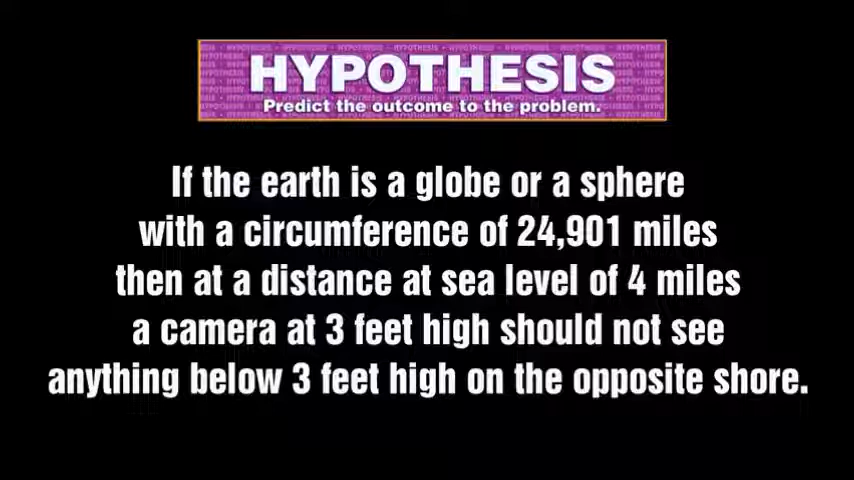 HYPOTHESIS
Predict the outcome to the problem.
If the earth is a globe or a sphere
with a circumference of 24,901 miles
then at a distance at sea level of 4 miles
a camera at 3 feet high should not see
anything below 3 feet high on the opposite shore.